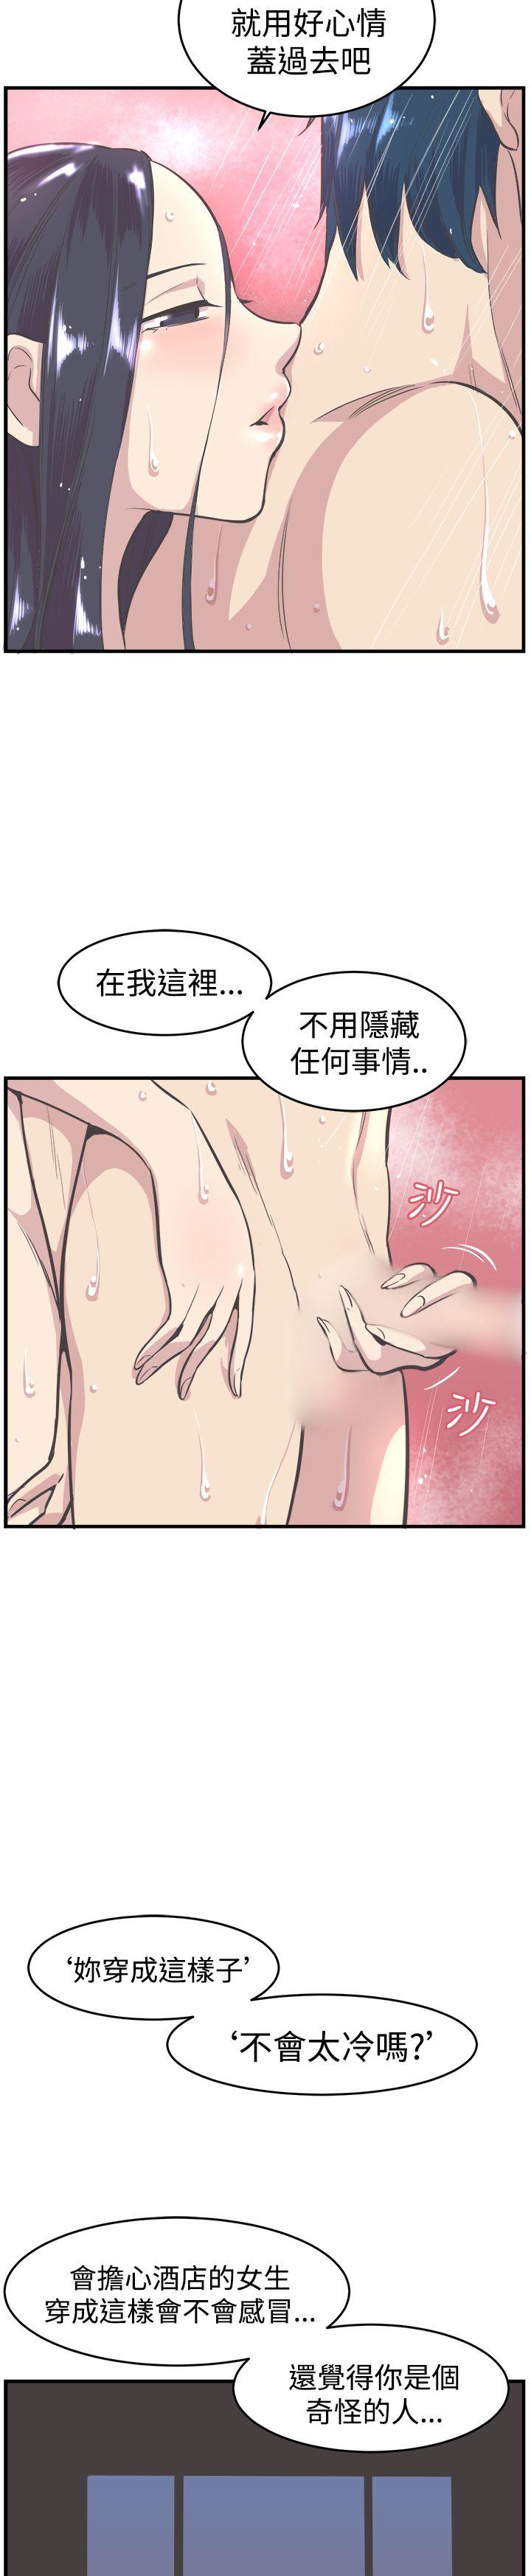 就用好心情
蓋過去吧
在我這裡...
不用隱藏
任何事情..
沙
沙
‘妳穿成這樣子’
‘不會太冷嗎?’
會擔心酒店的女生
穿成這樣會不會感冒...
還覺得你是個
奇怪的人...